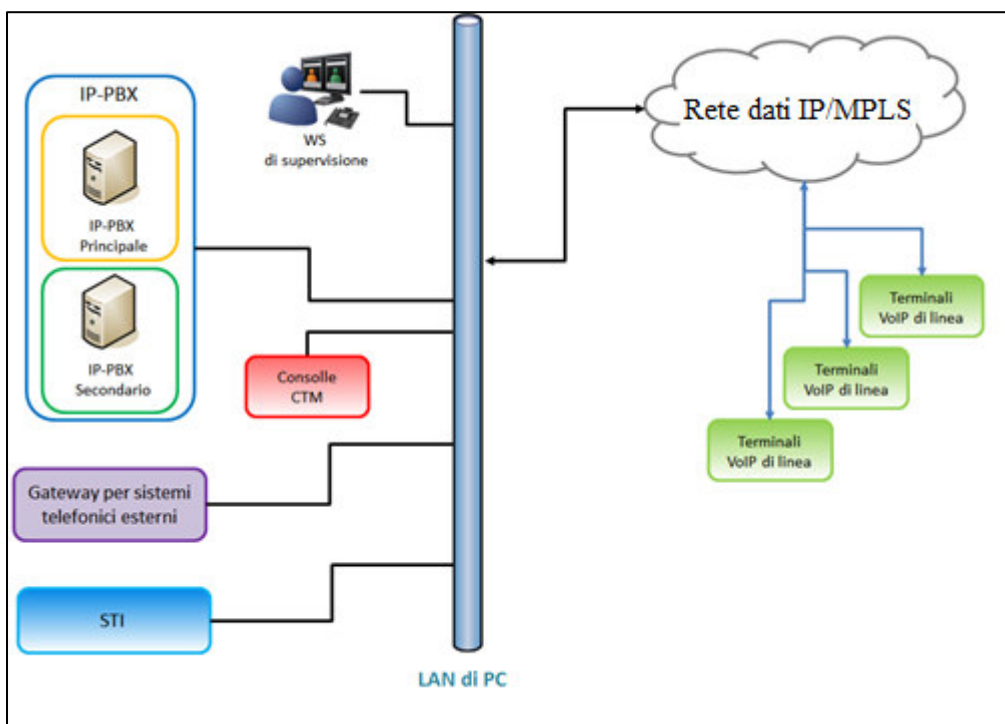 IP-PBX
IP-PBX
Principale
IP-PBX
Secondario
WS
di supervisione
Rete dati IP/MPLS
Terminali
VoIP di linea
Terminali
VoIP di linea
Terminali
VoIP di linea
Consolle
CTM
Gateway per sistemi
telefonici esterni
STI
LAN di PC